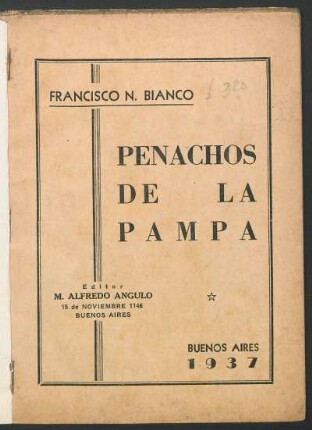 FRANCISCO N. BIANCO
PENACHOS
DE LA
PAMPA
Editor
M. ALFREDO ANGULO
15 de NOVIEMBRE 1146
BUENOS AIRES
BUENOS AIRES
1937